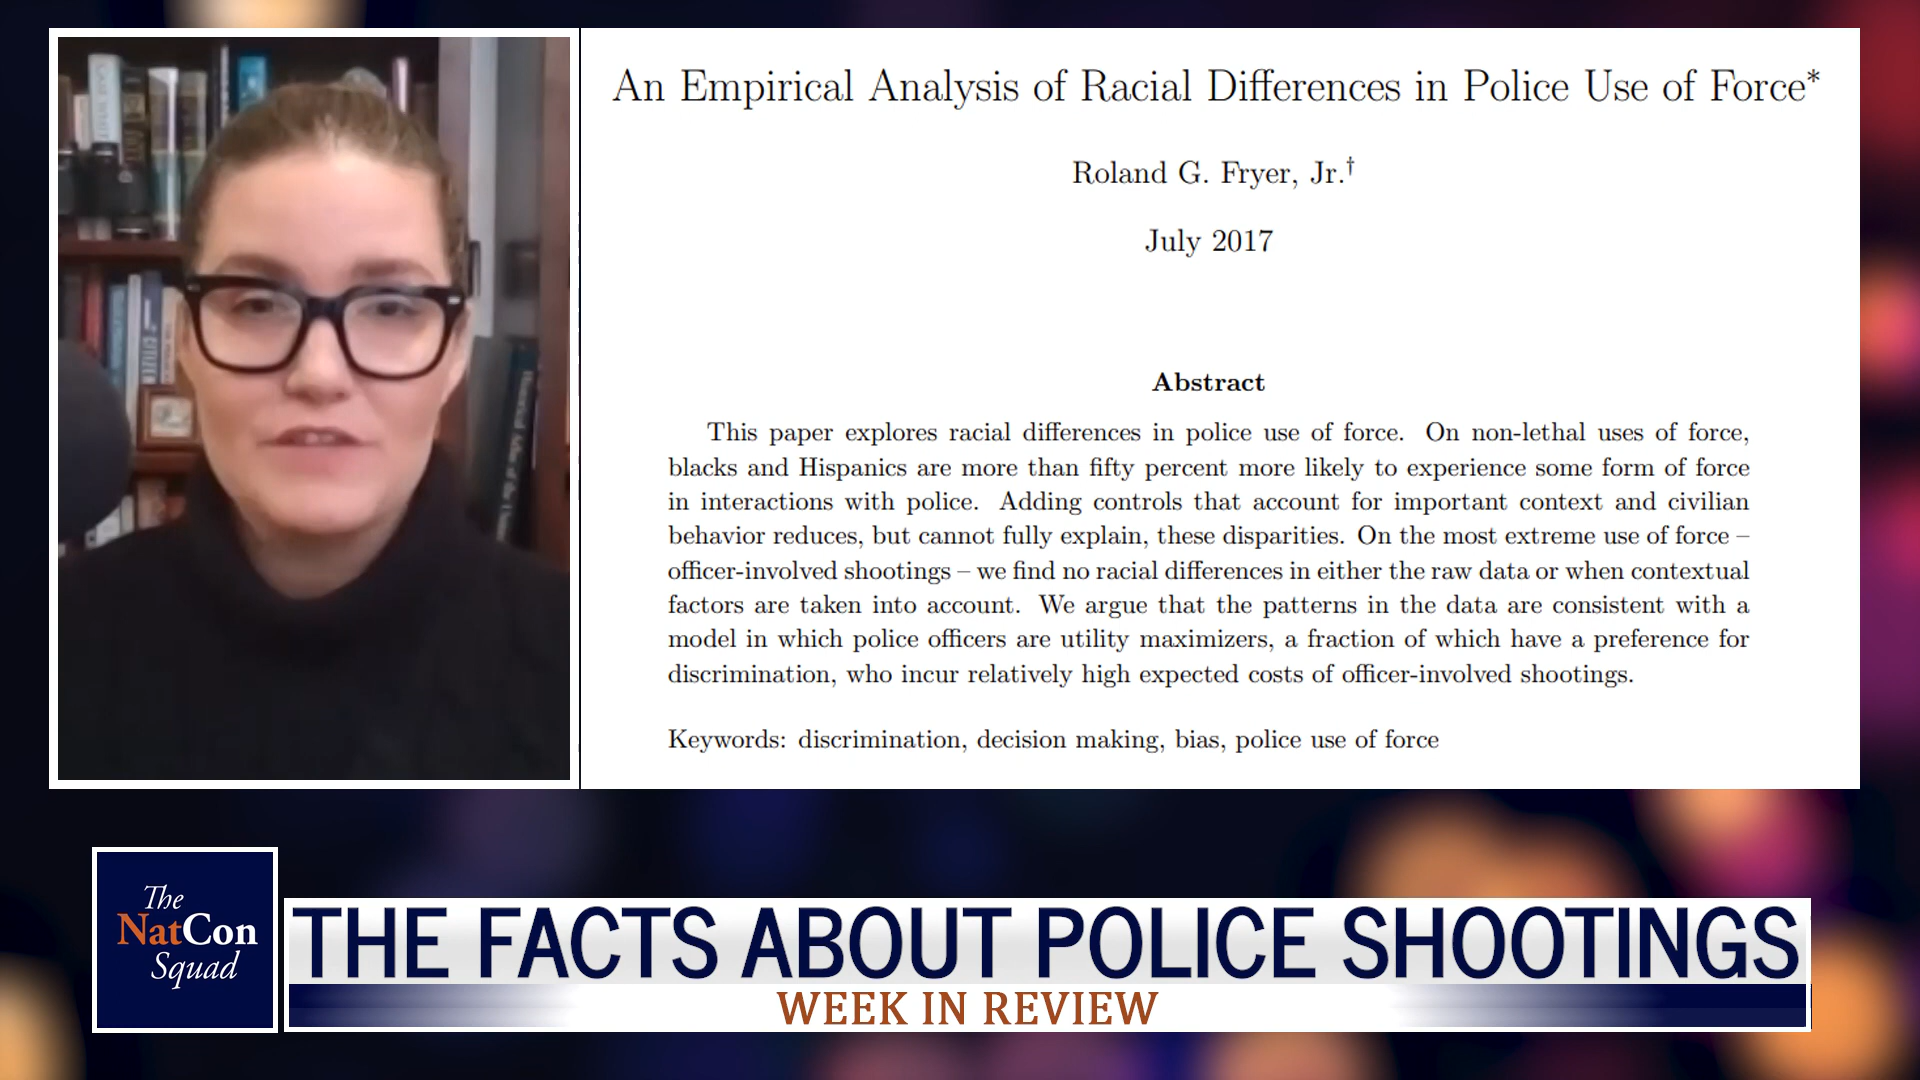 An Empirical Analysis of Racial Differences in Police Use of Force*
Roland G. Fryer, Jr.†
July 2017
Abstract
This paper explores racial differences in police use of force. On non-lethal uses of force,
blacks and Hispanics are more than fifty percent more likely to experience some form of force
in interactions with police. Adding controls that account for important context and civilian
behavior reduces, but cannot fully explain, these disparities. On the most extreme use of force –
officer-involved shootings – we find no racial differences in either the raw data or when contextual
factors are taken into account. We argue that the patterns in the data are consistent with a
model in which police officers are utility maximizers, a fraction of which have a preference for
discrimination, who incur relatively high expected costs of officer-involved shootings.
Keywords: discrimination, decision making, bias, police use of force
The
NatCon
Squad
THE FACTS ABOUT POLICE SHOOTINGS
WEEK IN REVIEW